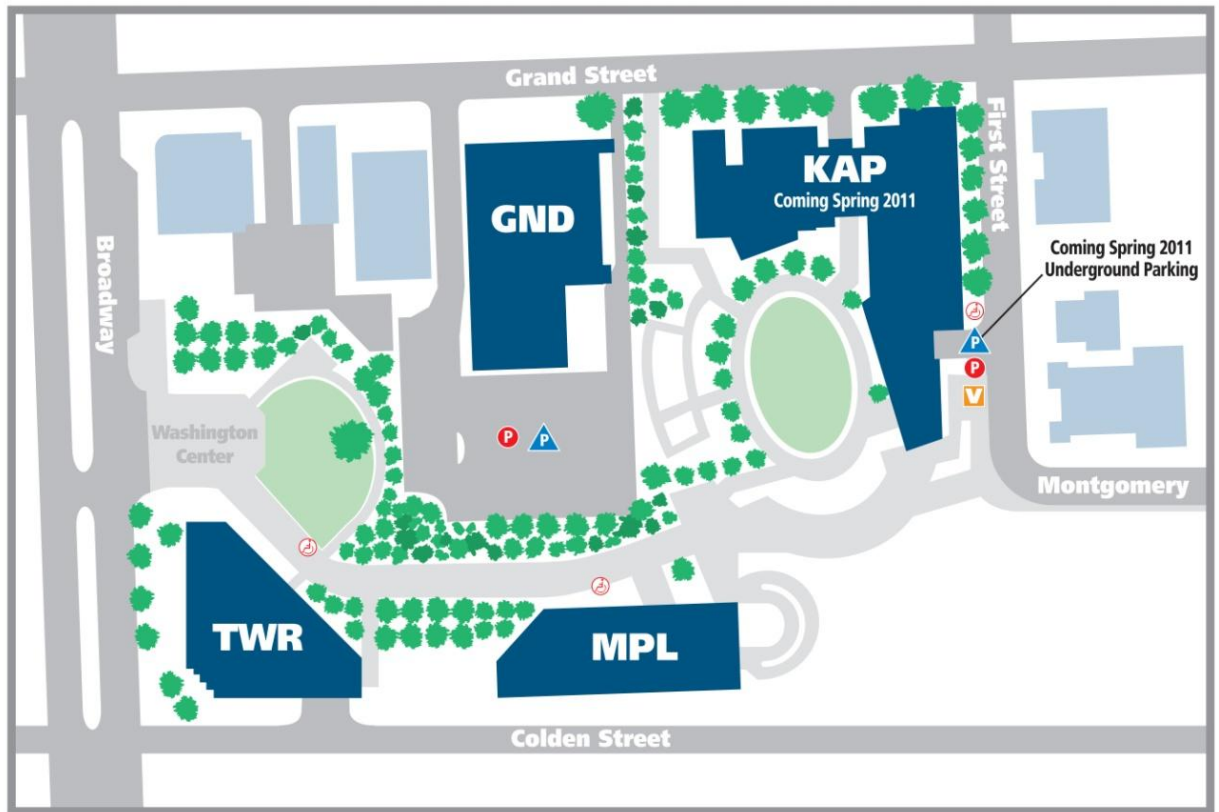 Grand Street
First Street
KAP
Coming Spring 2011
GND
Coming Spring 2011
Underground Parking
Broadway
P
P
V
Washington
Center
P
P
Montgomery
TWR
MPL
Colden Street